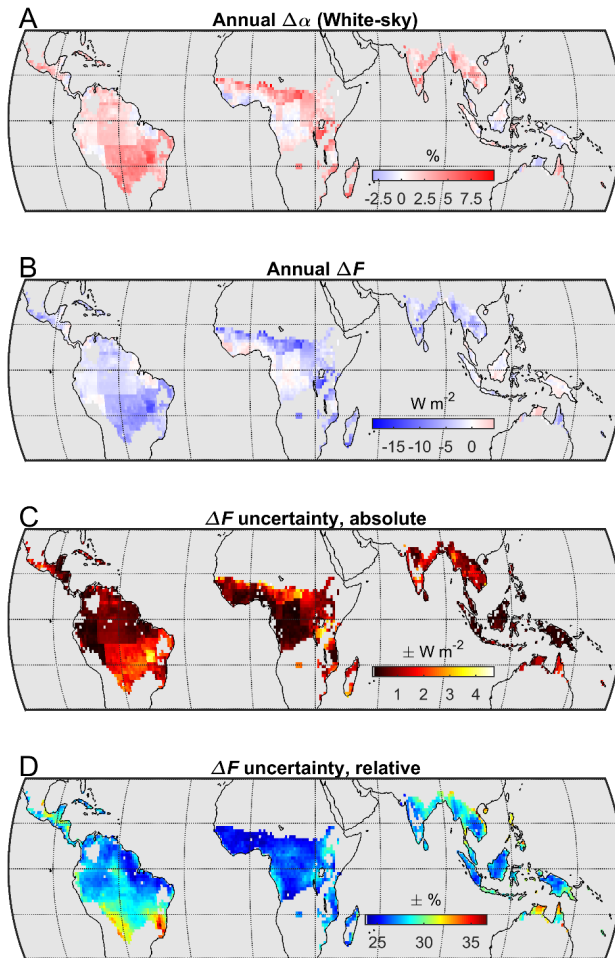 A
Annual Δα (White-sky)
%
-2.5 0 2.5 5 7.5
B
Annual ΔF
W m-2
-15 -10 -5 0
C
ΔF uncertainty, absolute
± W m-2
1 2 3 4
D
ΔF uncertainty, relative
± %
25 30 35